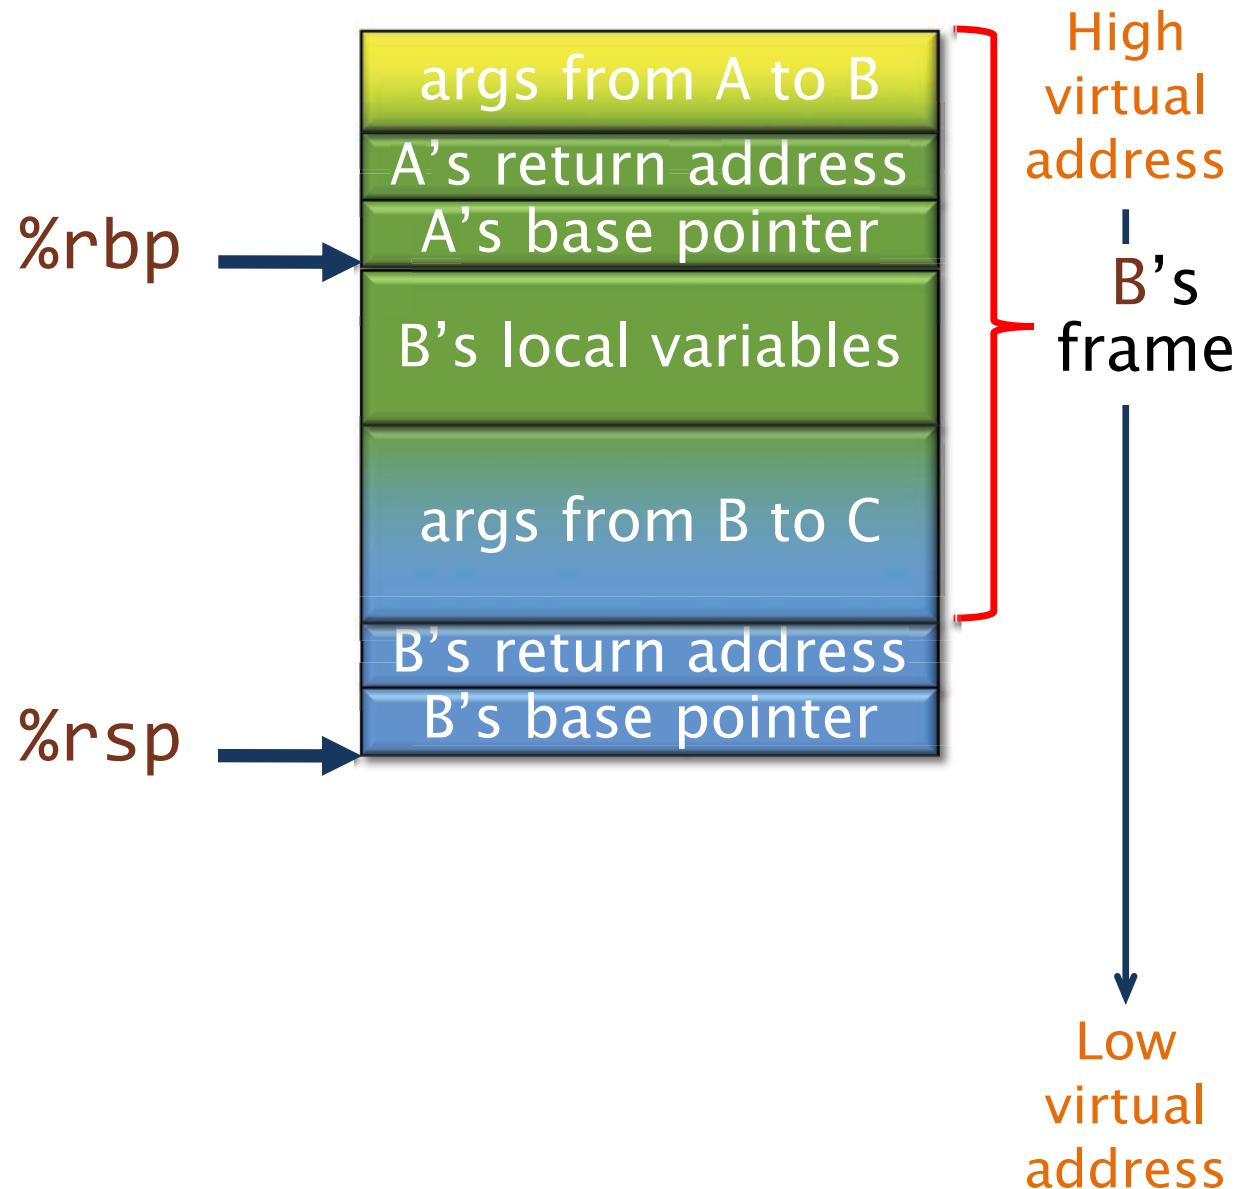 args from A to B
A’s return address
A’s base pointer
B’s local variables
args from B to C
B’s return address
B’s base pointer
%rbp
%rsp
High
virtual
address
B’s
frame
Low
virtual
address